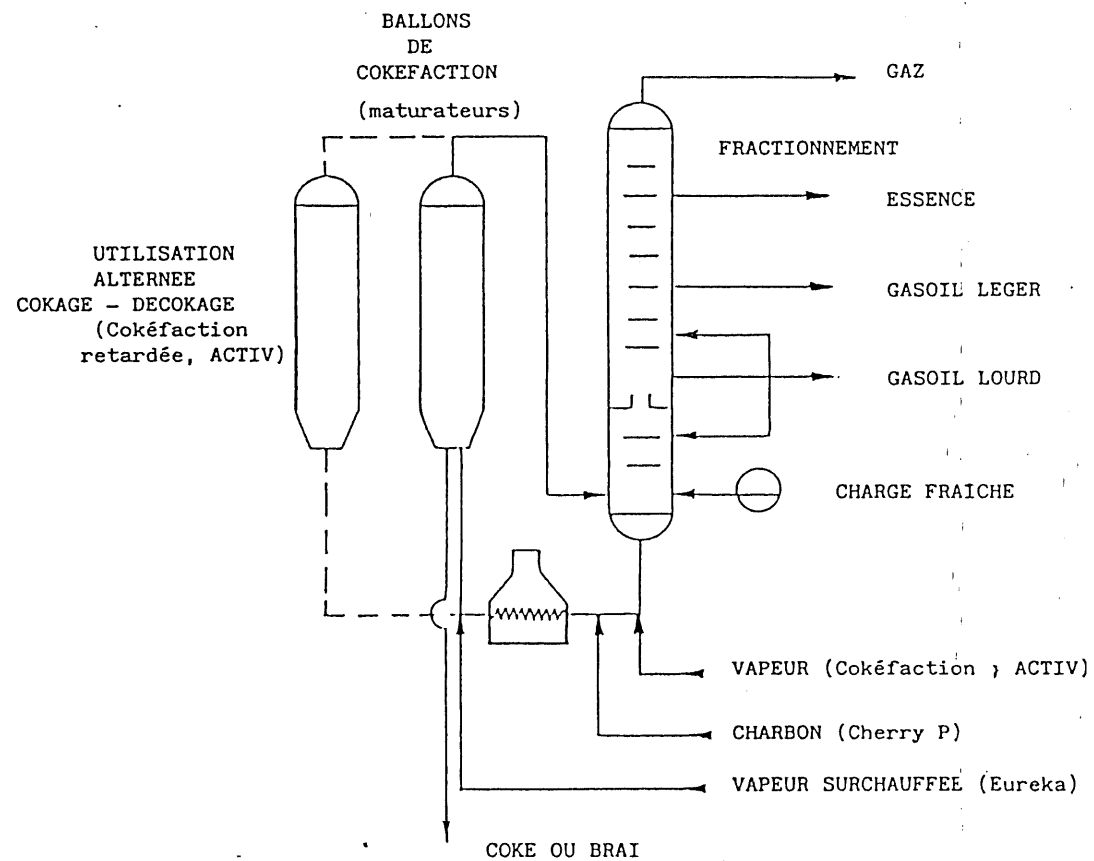 BALLONS
DE
COKEFACTION
(maturateurs)
GAZ
FRACTIONNEMENT
ESSENCE
UTILISATION
ALTERNEE
COKAGE - DECOKAGE
(Cokéfaction
retardée, ACTIV)
GASOIL LEGER
GASOIL LOURD
CHARGE FRAICHE
VAPEUR (Cokéfaction ; ACTIV)
CHARBON (Cherry P)
VAPEUR SURCHAUFFEE (Eureka)
COKE OU BRAI